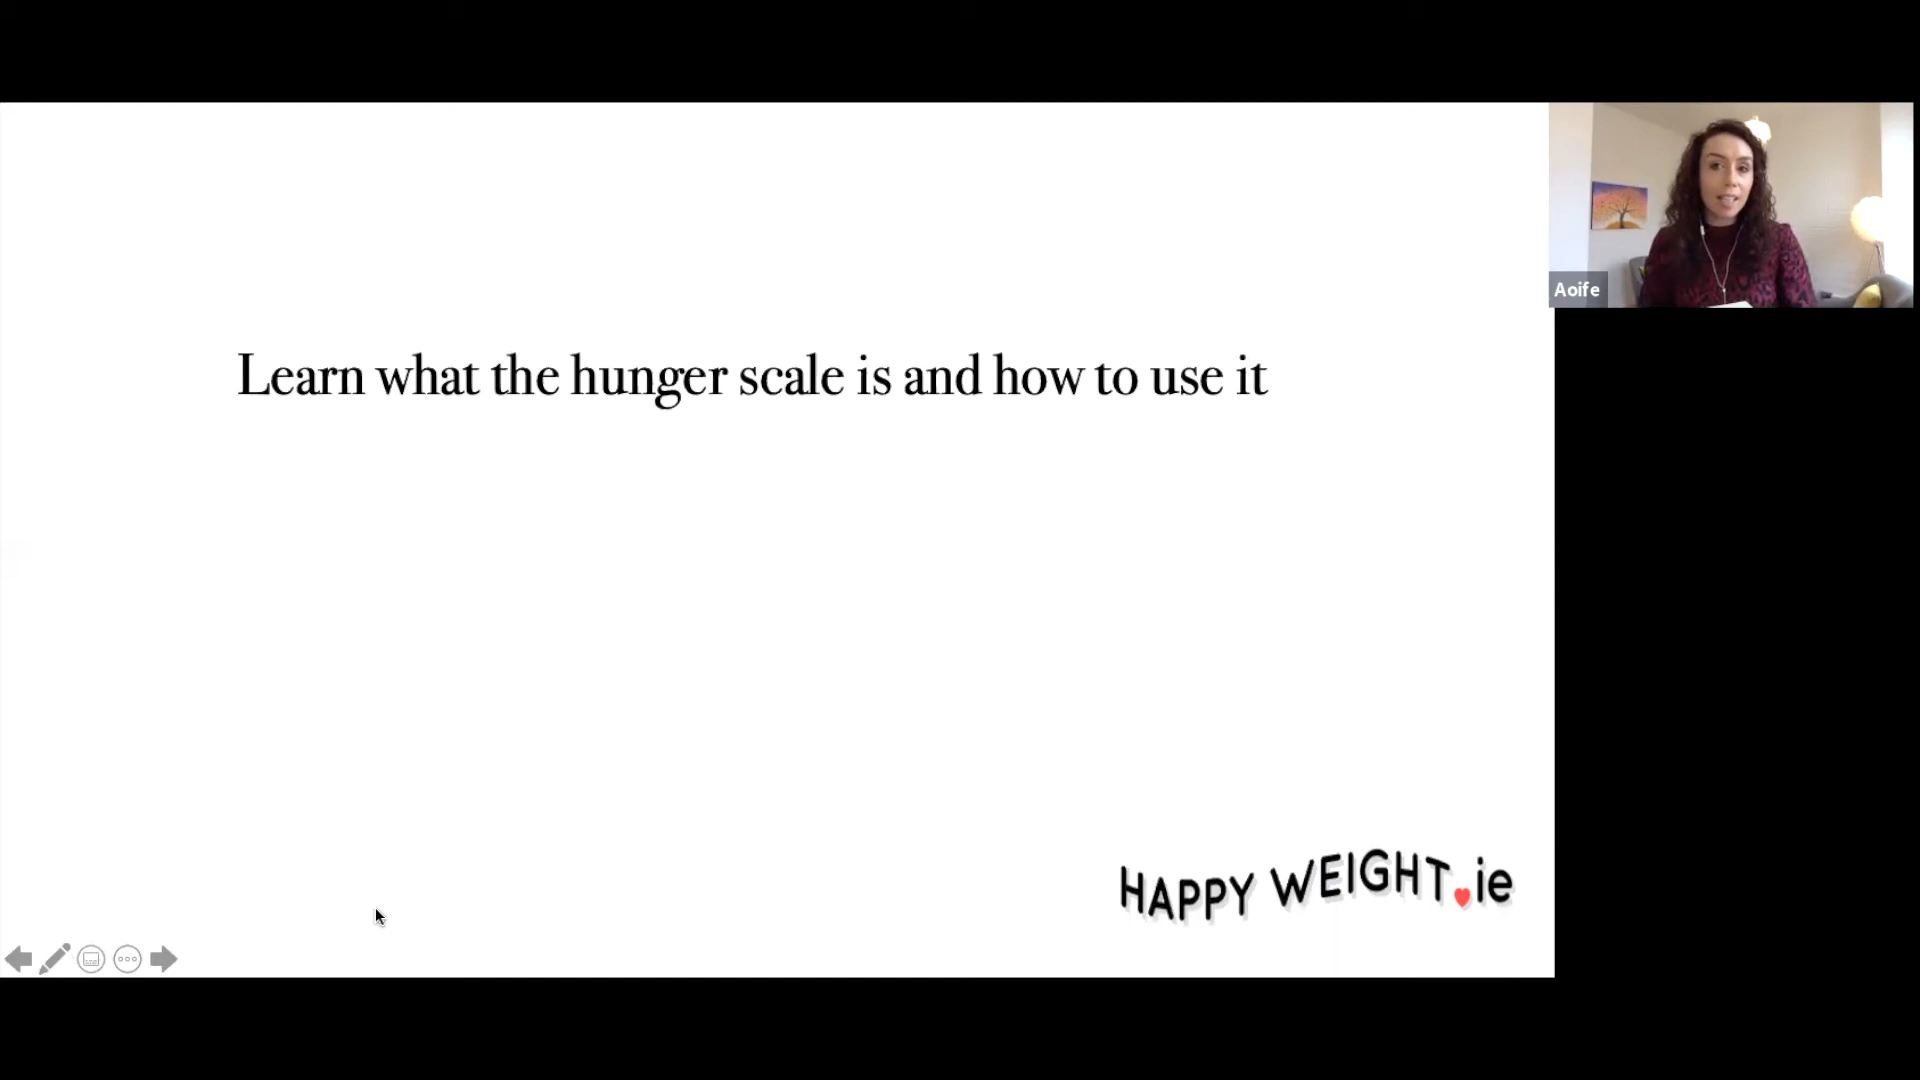 Learn what the hunger scale is and how to use it
Aoife
HAPPY WEIGHT.ie